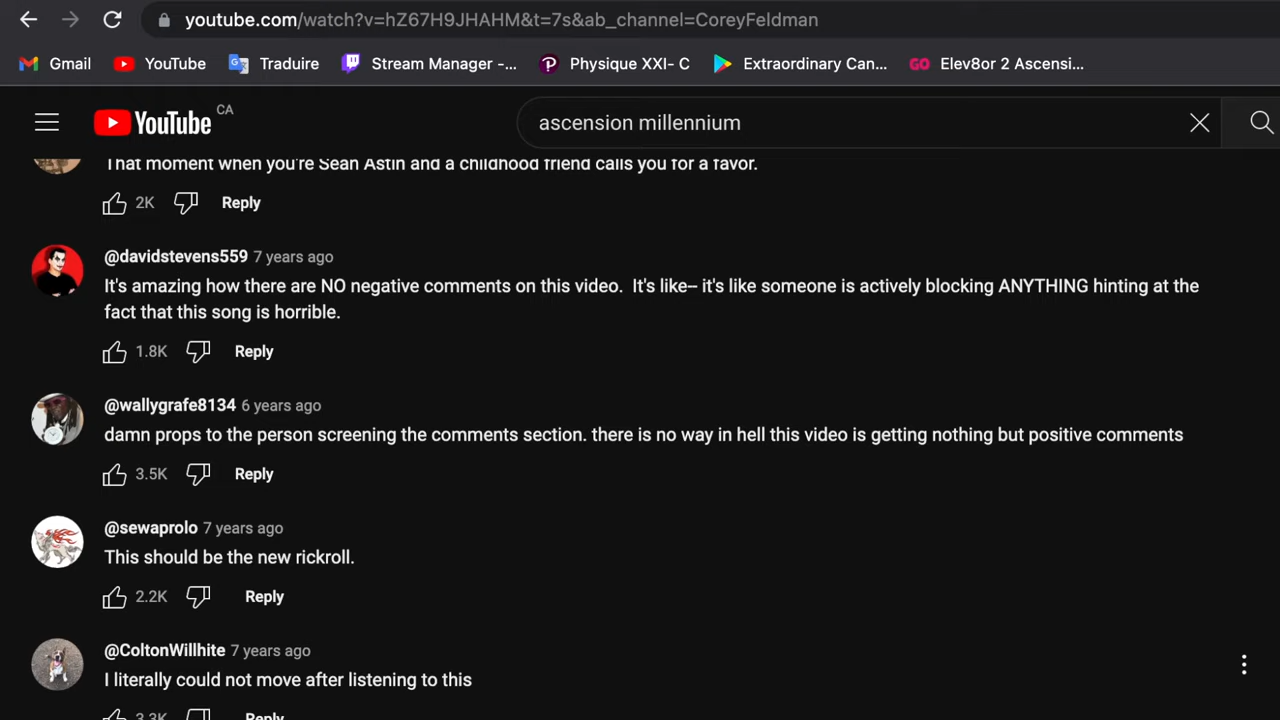 youtube.com/watch?v=hZ67H9JHAHM&t=7s&ab_channel=CoreyFeldman
Gmail YouTube Traduire Stream Manager -... Physique XXI- C Extraordinary Can... GO Elev8or 2 Ascensi...
YouTube CA ascension millennium
That moment when you're Sean Astin and a childhood friend calls you for a favor.
2K Reply
@davidstevens559 7 years ago
It's amazing how there are NO negative comments on this video. It's like-- it's like someone is actively blocking ANYTHING hinting at the
fact that this song is horrible.
1.8K Reply
@wallygrafe8134 6 years ago
damn props to the person screening the comments section. there is no way in hell this video is getting nothing but positive comments
3.5K Reply
@sewaprolo 7 years ago
This should be the new rickroll.
2.2K Reply
@ColtonWillhite 7 years ago
I literally could not move after listening to this
3.3K Reply